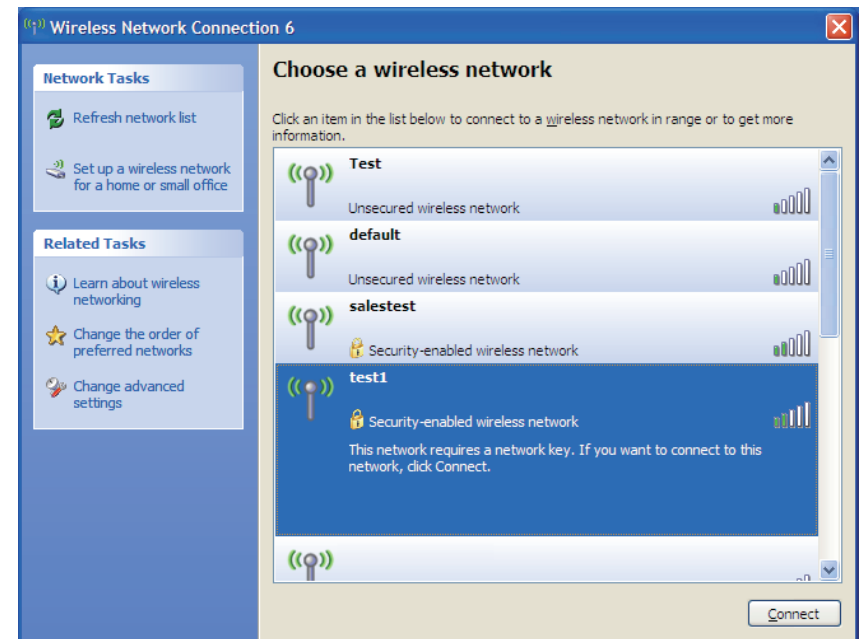 Wireless Network Connection 6
Network Tasks
Refresh network list
Set up a wireless network
for a home or small office
Related Tasks
Learn about wireless
networking
Change the order of
preferred networks
Change advanced
settings
Choose a wireless network
Click an item in the list below to connect to a wireless network in range or to get more
information.
Test
Unsecured wireless network
default
Unsecured wireless network
salestest
Security-enabled wireless network
test1
Security-enabled wireless network
This network requires a network key. If you want to connect to this
network, click Connect.
Connect